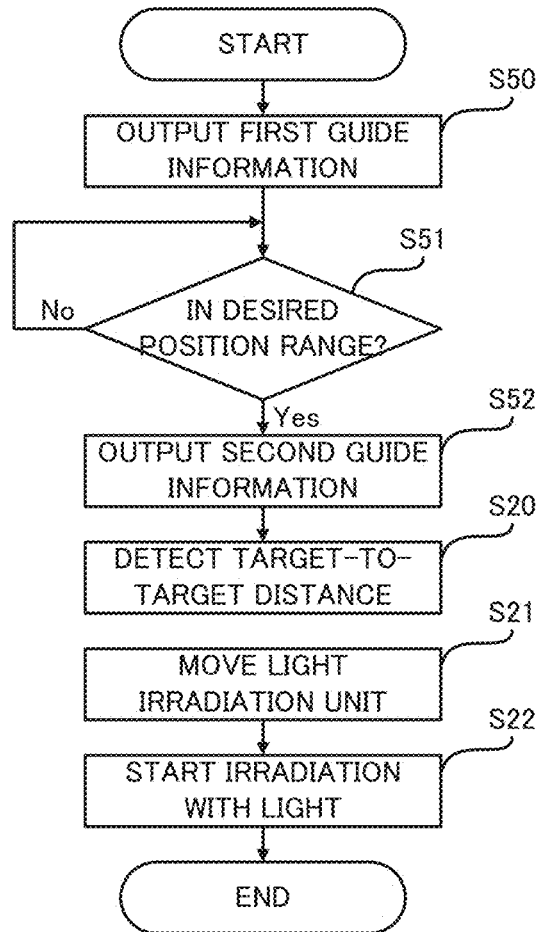 START
S50
OUTPUT FIRST GUIDE
INFORMATION
S51
No
IN DESIRED
POSITION RANGE?
Yes
S52
OUTPUT SECOND GUIDE
INFORMATION
S20
DETECT TARGET-TO-
TARGET DISTANCE
S21
MOVE LIGHT
IRRADIATION UNIT
S22
START IRRADIATION
WITH LIGHT
END